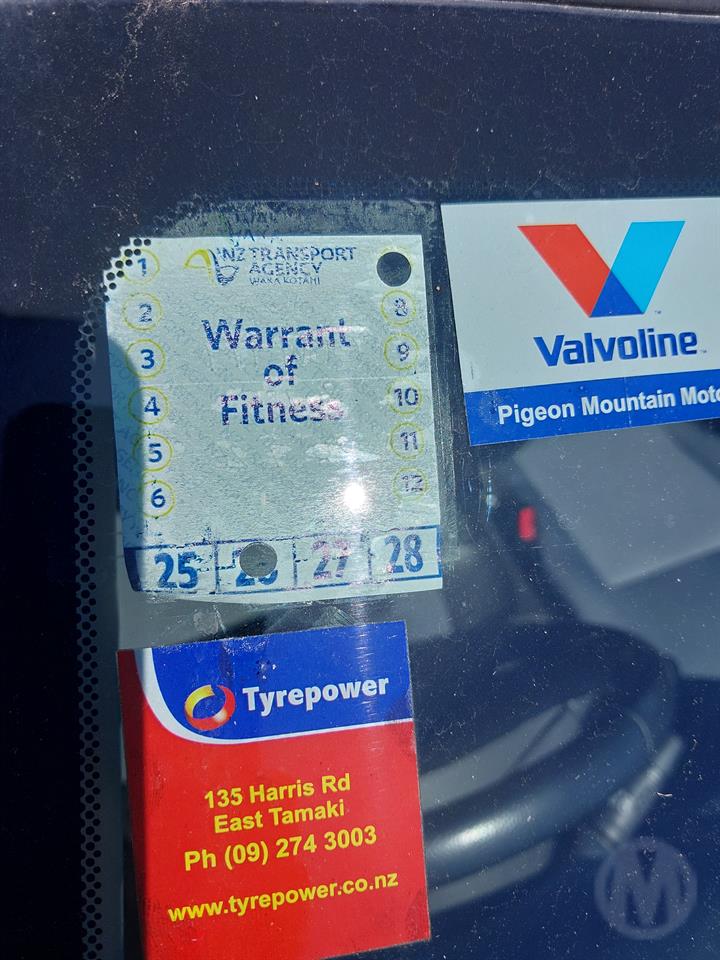 NZ TRANSPORT
AGENCY
WAKA KOTAHI
Warrant
of
Fitness
1
2
3
4
5
6
8
9
10
11
12
25 27 28
Valvoline™
Pigeon Mountain
Tyrepower
135 Harris Rd
East Tamaki
Ph (09) 274 3003
www.tyrepower.co.nz
M